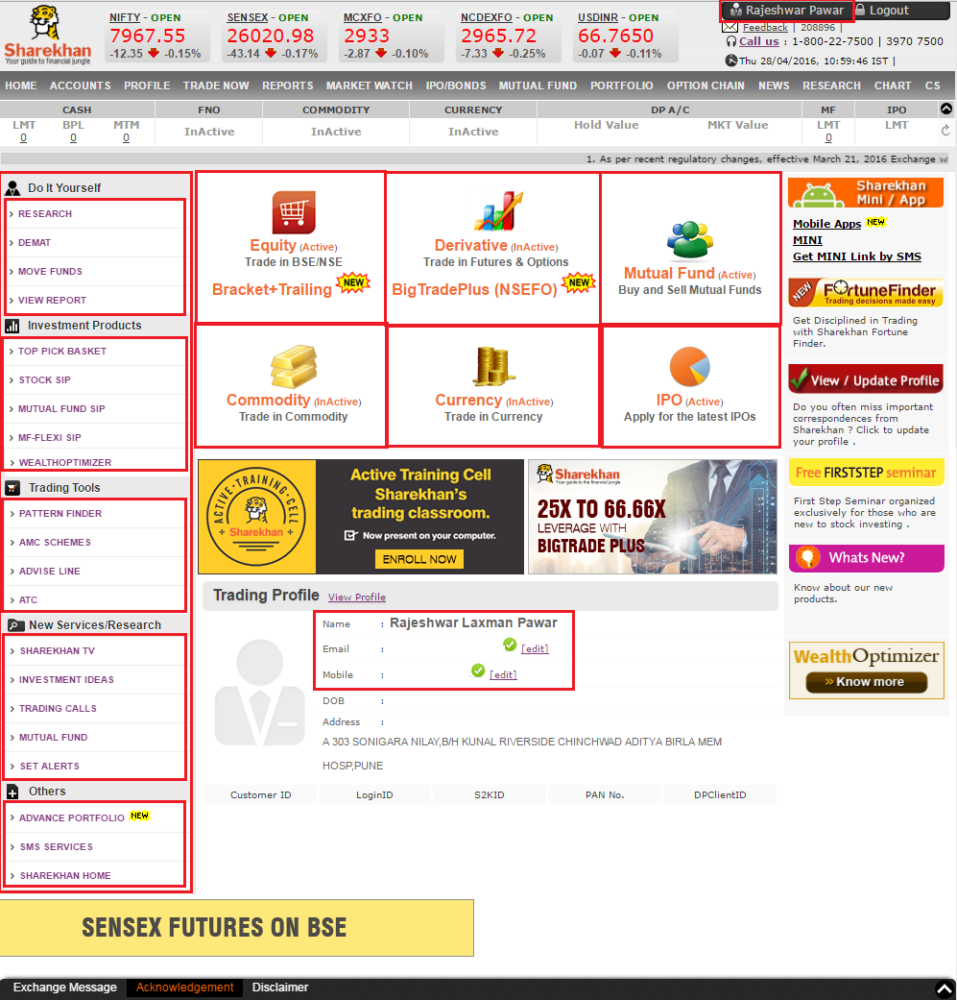 Sharekhan
Your guide to financial jungle
NIFTY - OPEN
7967.55
-12.35 -0.15%
SENSEX - OPEN
26020.98
-43.14 -0.17%
MCXFO - OPEN
2933
-2.87 -0.10%
NCDEXFO - OPEN
2965.72
-7.33 -0.25%
USDINR - OPEN
66.7650
-0.07 -0.11%
Rajeshwar Pawar Logout
Feedback | 208896 |
Call us : 1-800-22-7500 | 3970 7500
Thu 28/04/2016, 10:59:46 IST |
HOME ACCOUNTS PROFILE TRADE NOW REPORTS MARKET WATCH IPO/BONDS MUTUAL FUND PORTFOLIO OPTION CHAIN NEWS RESEARCH CHART CS
CASH FNO COMMODITY CURRENCY DP A/C MF IPO
LMT BPL MTM InActive InActive InActive Hold Value MKT Value LMT LMT
0 0 0 0
1. As per recent regulatory changes, effective March 21, 2016 Exchange w
Do It Yourself
RESEARCH
DEMAT
MOVE FUNDS
VIEW REPORT
Investment Products
TOP PICK BASKET
STOCK SIP
MUTUAL FUND SIP
MF-FLEXI SIP
WEALTHOPTIMIZER
Trading Tools
PATTERN FINDER
AMC SCHEMES
ADVISE LINE
ATC
New Services/Research
SHAREKHAN TV
INVESTMENT IDEAS
TRADING CALLS
MUTUAL FUND
SET ALERTS
Others
ADVANCE PORTFOLIO NEW
SMS SERVICES
SHAREKHAN HOME
Equity (Active)
Trade in BSE/NSE
Bracket+Trailing NEW
Derivative (InActive)
Trade in Futures & Options
BigTradePlus (NSEFO) NEW
Mutual Fund (Active)
Buy and Sell Mutual Funds
Commodity (InActive)
Trade in Commodity
Currency (InActive)
Trade in Currency
IPO (Active)
Apply for the latest IPOs
ACTIVE TRAINING CELL
Sharekhan
Active Training Cell
Sharekhan's
trading classroom.
Now present on your computer.
ENROLL NOW
Sharekhan
Your guide to the financial jungle
25X TO 66.66X
LEVERAGE WITH
BIGTRADE PLUS
Trading Profile View Profile
Name : Rajeshwar Laxman Pawar
Email : [edit]
Mobile : [edit]
DOB :
Address :
A 303 SONIGARA NILAY,B/H KUNAL RIVERSIDE CHINCHWAD ADITYA BIRLA MEM
HOSP,PUNE
Customer ID LoginID S2KID PAN No. DPClientID
Sharekhan
Mini / App
Mobile Apps NEW
MINI
Get MINI Link by SMS
NEW FortuneFinder
Trading decisions made easy
Get Disciplined in Trading
with Sharekhan Fortune
Finder.
View / Update Profile
Do you often miss important
correspondences from
Sharekhan ? Click to update
your profile .
Free FIRSTSTEP seminar
First Step Seminar organized
exclusively for those who are
new to stock investing .
Whats New?
Know about our new
products.
WealthOptimizer
» Know more
SENSEX FUTURES ON BSE
Exchange Message Acknowledgement Disclaimer